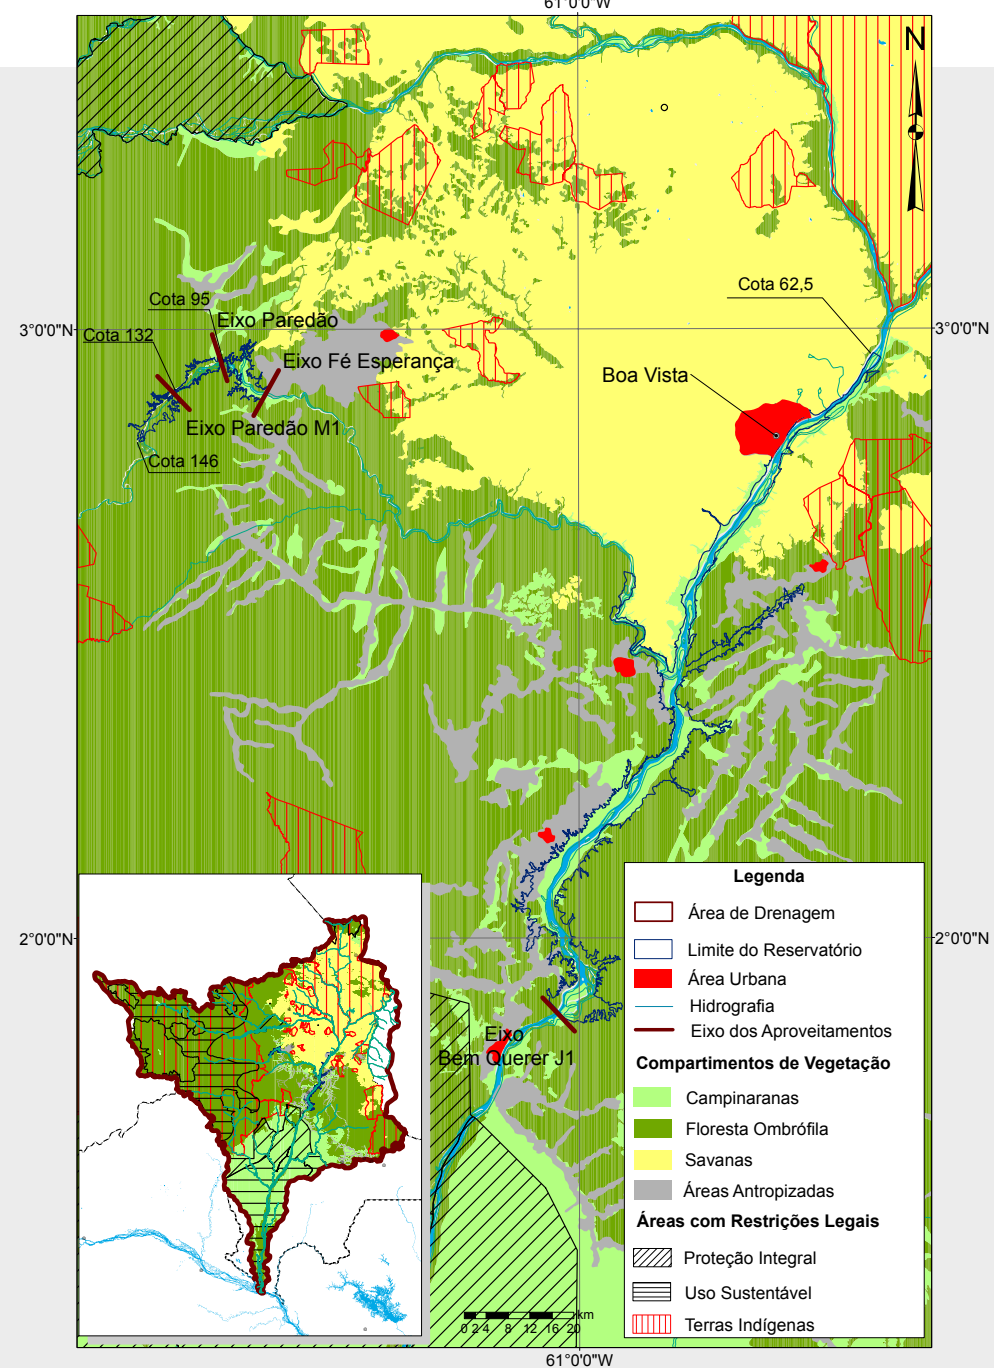 61°0'0"W
N
Cota 62,5
Cota 95
Eixo Paredão
3°0'0"N
3°0'0"N
Cota 132
Eixo Fé Esperança
Boa Vista
Eixo Paredão M1
Cota 146
2°0'0"N
2°0'0"N
Eixo
Bem Querer J1
Legenda
Área de Drenagem
Limite do Reservatório
Área Urbana
Hidrografia
Eixo dos Aproveitamentos
Compartimentos de Vegetação
Campinaranas
Floresta Ombrófila
Savanas
Áreas Antropizadas
Áreas com Restrições Legais
Proteção Integral
Uso Sustentável
Terras Indígenas
km
0 2 4 8 12 16 20
61°0'0"W